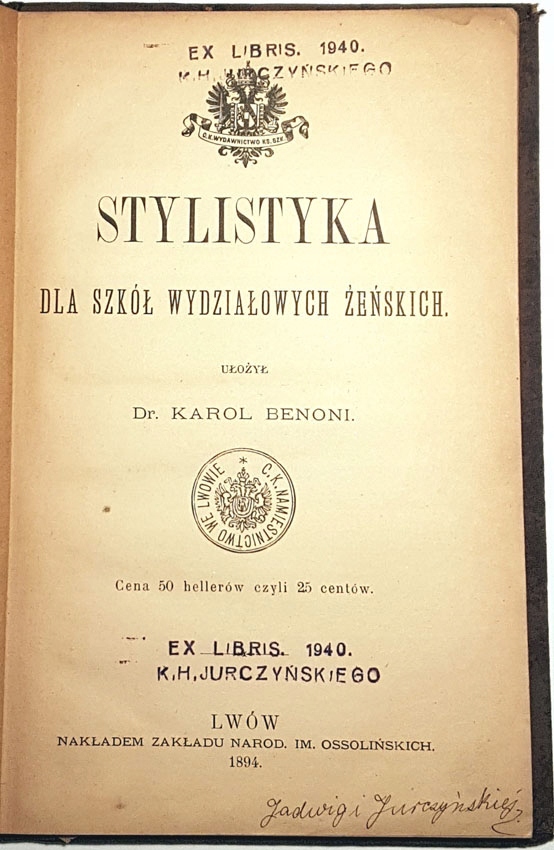 EX LIBRIS. 1940.
K.H. JURCZYŃSKIEGO
C. K. WYDAWNICTWO KS. SZK.
STYLISTYKA
DLA SZKÓŁ WYDZIAŁOWYCH ŻEŃSKICH.
UŁOŻYŁ
Dr. KAROL BENONI.
* C. K. NAMIESTNICTWO WE LWOWIE
Cena 50 hellerów czyli 25 centów.
EX LIBRIS. 1940.
K.H.JURCZYŃSKIEGO
LWÓW
NAKŁADEM ZAKŁADU NAROD. IM. OSSOLIŃSKICH.
1894.
Jadwigi Jurczyńskiej